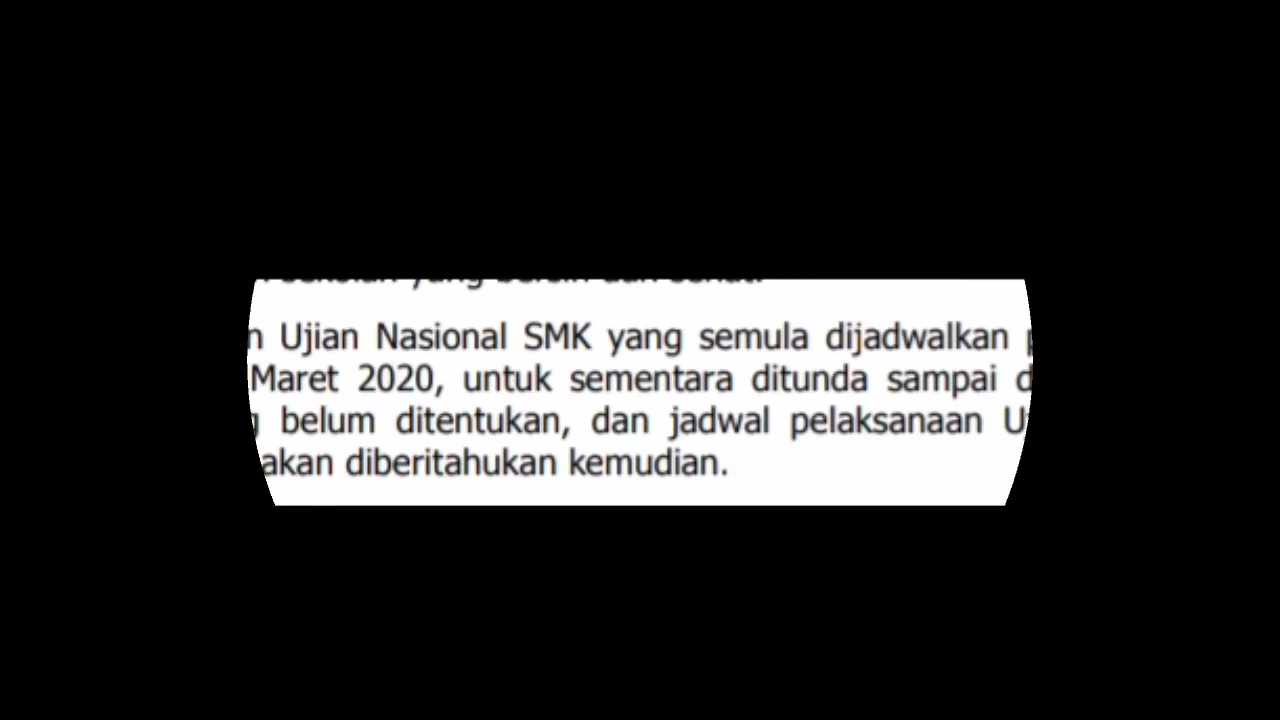 yang
Ujian Nasional SMK yang semula dijadwalkan
Maret 2020, untuk sementara ditunda sampai
belum ditentukan, dan jadwal pelaksanaan
akan diberitahukan kemudian.